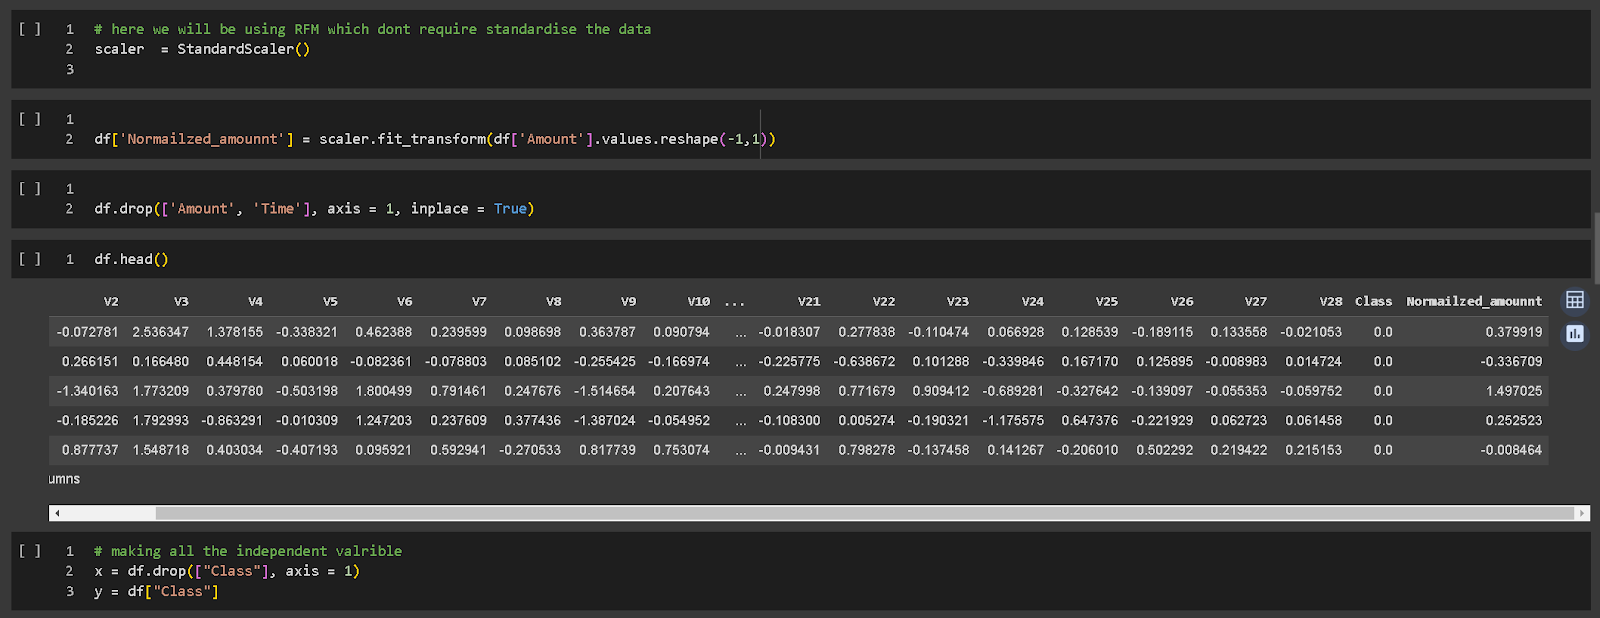 [ ] 1 # here we will be using RFM which dont require standardise the data
2 scaler  = StandardScaler()
3
[ ] 1
2 df['Normailzed_amounnt'] = scaler.fit_transform(df['Amount'].values.reshape(-1,1))
[ ] 1
2 df.drop(['Amount', 'Time'], axis = 1, inplace = True)
[ ] 1 df.head()
V2 V3 V4 V5 V6 V7 V8 V9 V10 ... V21 V22 V23 V24 V25 V26 V27 V28 Class Normailzed_amounnt
-0.072781 2.536347 1.378155 -0.338321 0.462388 0.239599 0.098698 0.363787 0.090794 ... -0.018307 0.277838 -0.110474 0.066928 0.128539 -0.189115 0.133558 -0.021053 0.0 0.379919
0.266151 0.166480 0.448154 0.060018 -0.082361 -0.078803 0.085102 -0.255425 -0.166974 ... -0.225775 -0.638672 0.101288 -0.339846 0.167170 0.125895 -0.008983 0.014724 0.0 -0.336709
-1.340163 1.773209 0.379780 -0.503198 1.800499 0.791461 0.247676 -1.514654 0.207643 ... 0.247998 0.771679 0.909412 -0.689281 -0.327642 -0.139097 -0.055353 -0.059752 0.0 1.497025
-0.185226 1.792993 -0.863291 -0.010309 1.247203 0.237609 0.377436 -1.387024 -0.054952 ... -0.108300 0.005274 -0.190321 -1.175575 0.647376 -0.221929 0.062723 0.061458 0.0 0.252523
0.877737 1.548718 0.403034 -0.407193 0.095921 0.592941 -0.270533 0.817739 0.753074 ... -0.009431 0.798278 -0.137458 0.141267 -0.206010 0.502292 0.219422 0.215153 0.0 -0.008464
umns
[ ] 1 # making all the independent valrible
2 x = df.drop(["Class"], axis = 1)
3 y = df["Class"]